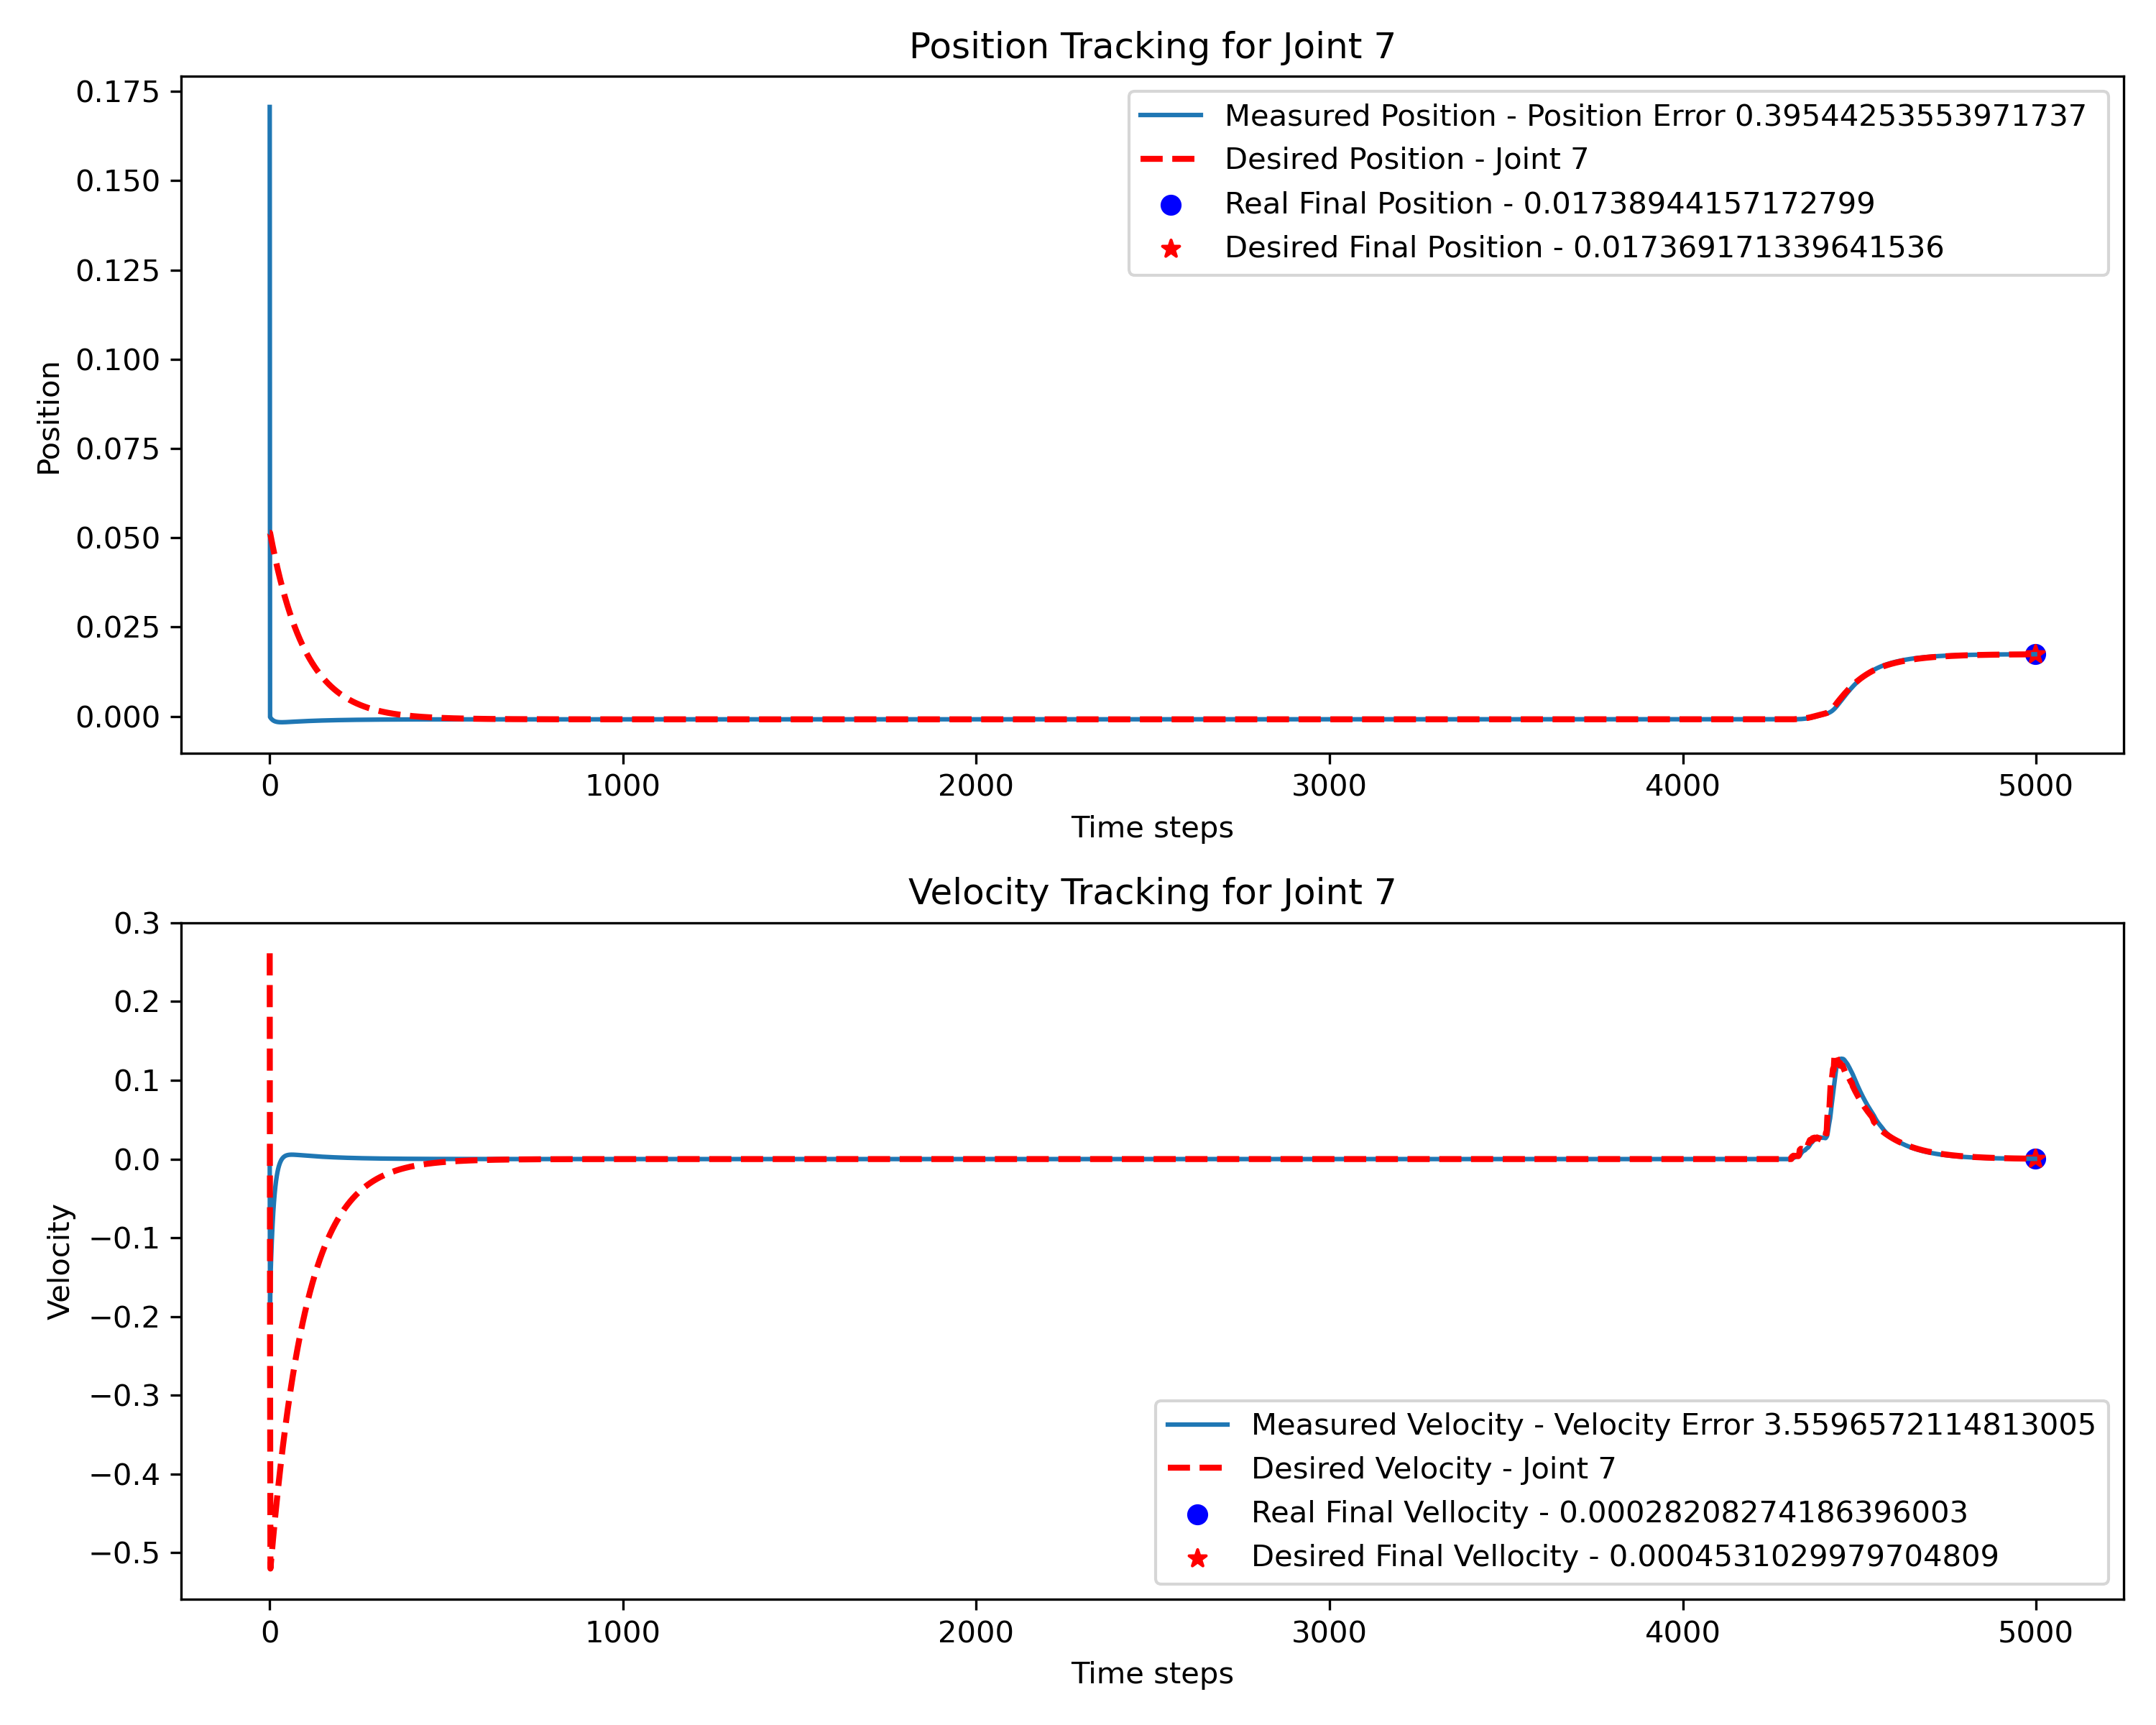 Position Tracking for Joint 7
0.175
0.150
0.125
0.100
0.075
0.050
0.025
0.000
Position
Measured Position - Position Error 0.39544253553971737
Desired Position - Joint 7
Real Final Position - 0.01738944157172799
Desired Final Position - 0.017369171339641536
0 1000 2000 3000 4000 5000
Time steps
Velocity Tracking for Joint 7
0.3
0.2
0.1
0.0
−0.1
−0.2
−0.3
−0.4
−0.5
Velocity
Measured Velocity - Velocity Error 3.5596572114813005
Desired Velocity - Joint 7
Real Final Vellocity - 0.00028208274186396003
Desired Final Vellocity - 0.0004531029979704809
0 1000 2000 3000 4000 5000
Time steps